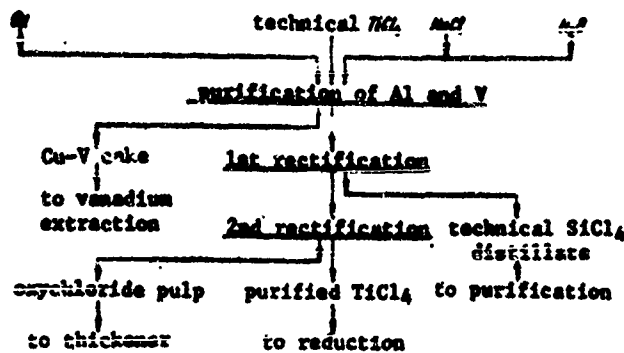 technical TiCl4 NaCl
purification of Al and V
Cu-V cake
1st rectification
to vanadium
extraction
2nd rectification
technical SiCl4
distillate
oxychloride pulp
purified TiCl4
to purification
to thickener
to reduction